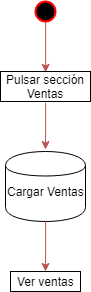 Pulsar sección
Ventas
Cargar Ventas
Ver ventas